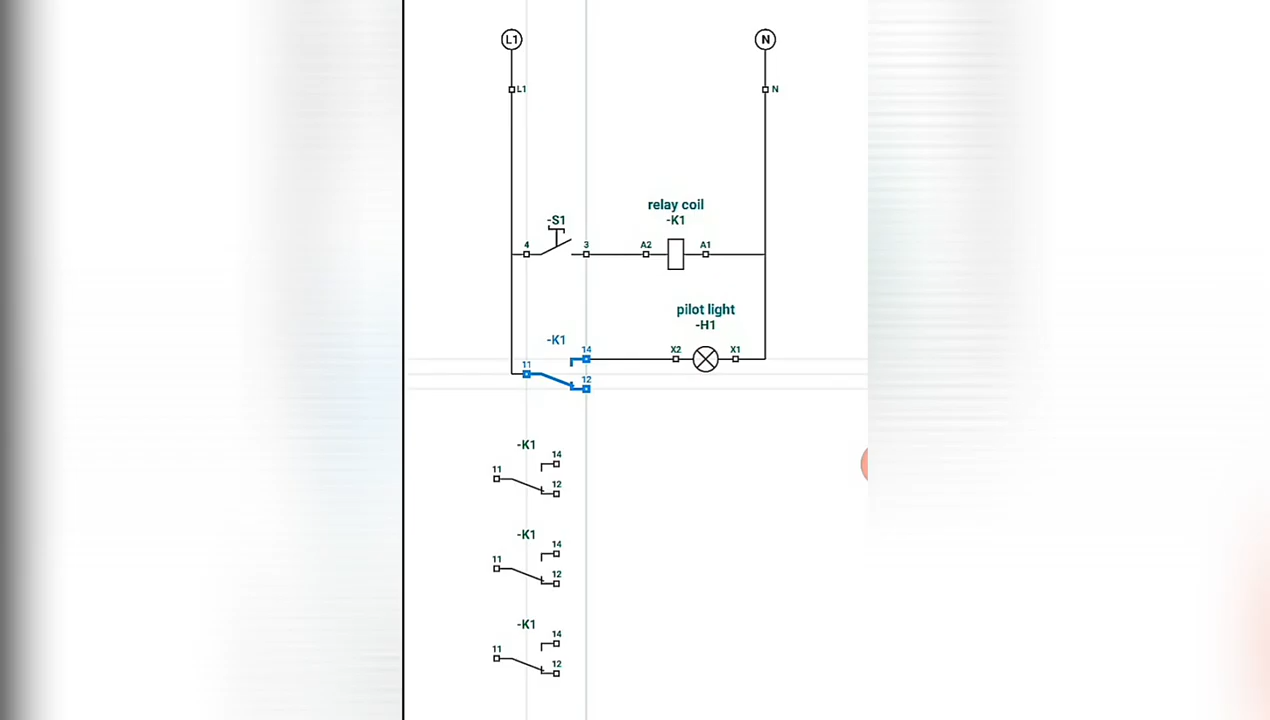 L1 N
L1 N
relay coil
-S1 -K1
4 3 A2 A1
pilot light
-H1
-K1
14 X2 X1
11
12
-K1
14
11
12
-K1
14
11
12
-K1
14
11
12